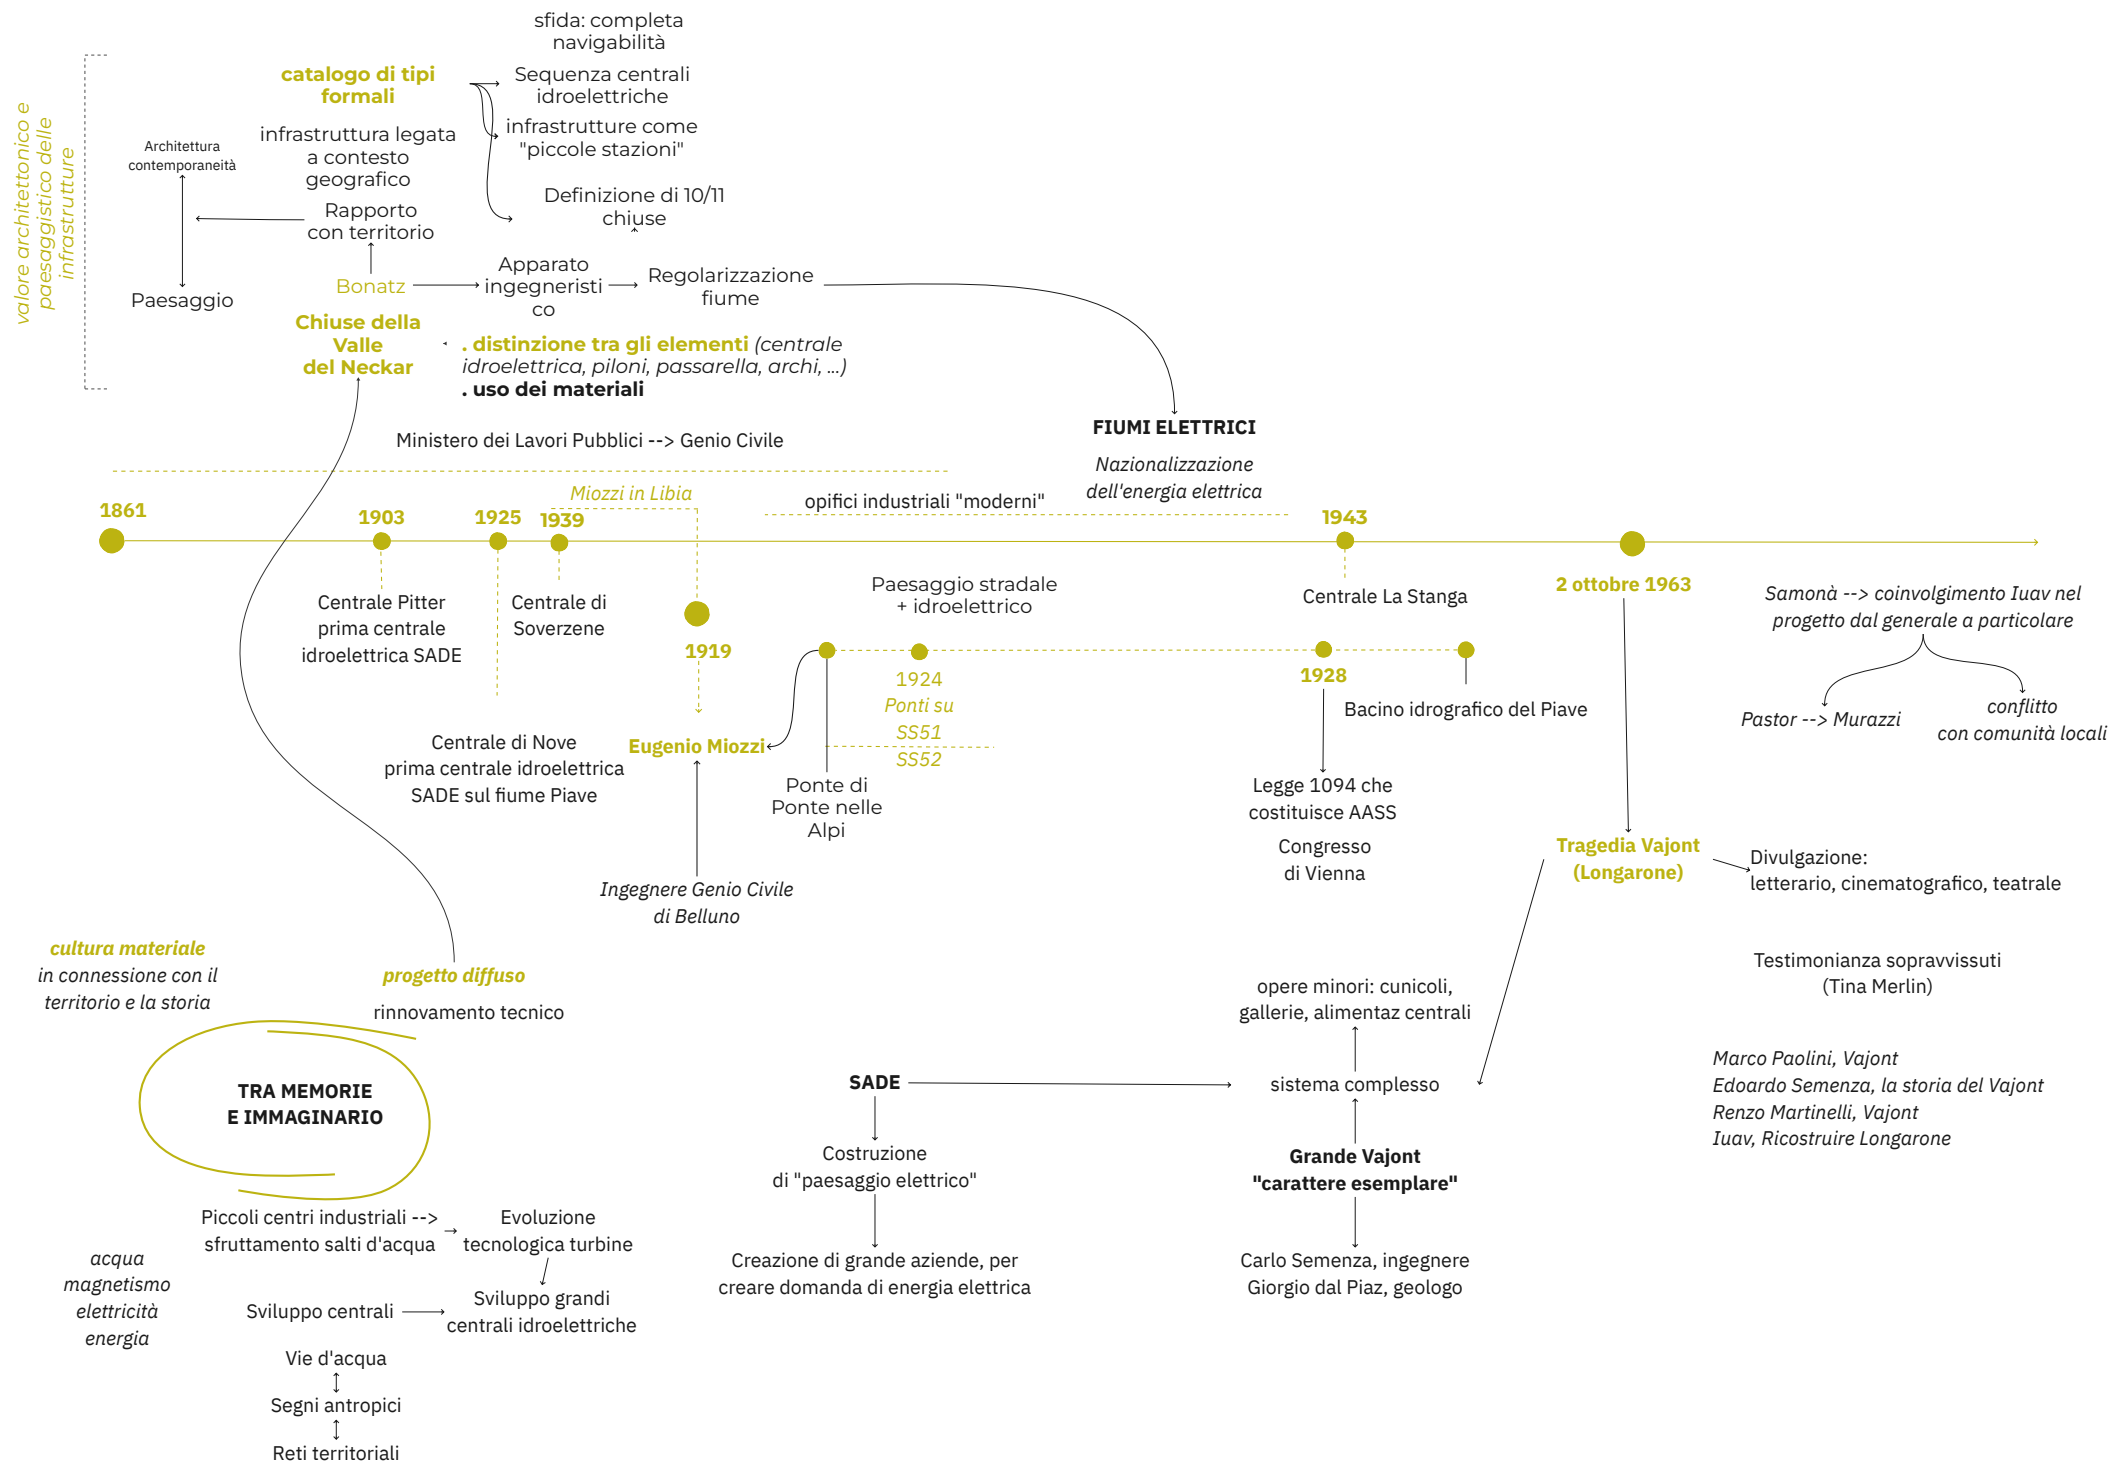 sfida: completa
navigabilità
catalogo di tipi
formali
Sequenza centrali
idroelettriche
infrastrutture come
"piccole stazioni"
Definizione di 10/11
chiuse
valore architettonico e
paesaggistico delle
infrastrutture
Architettura
contemporaneità
infrastruttura legata
a contesto
geografico
Rapporto
con territorio
Paesaggio
Bonatz
Apparato
ingegneristi
co
Regolarizzazione
fiume
Chiuse della
Valle
del Neckar
. distinzione tra gli elementi (centrale
idroelettrica, piloni, passarella, archi, ...)
. uso dei materiali
Ministero dei Lavori Pubblici --> Genio Civile
FIUMI ELETTRICI
Nazionalizzazione
dell'energia elettrica
Miozzi in Libia
opifici industriali "moderni"
1861
1903
1925
1939
1943
2 ottobre 1963
Centrale Pitter
prima centrale
idroelettrica SADE
Centrale di
Soverzene
Paesaggio stradale
+ idroelettrico
Centrale La Stanga
Samonà --> coinvolgimento Iuav nel
progetto dal generale a particolare
1919
1924
Ponti su
SS51
SS52
1928
Bacino idrografico del Piave
Pastor --> Murazzi
conflitto
con comunità locali
Centrale di Nove
prima centrale idroelettrica
SADE sul fiume Piave
Eugenio Miozzi
Ponte di
Ponte nelle
Alpi
Legge 1094 che
costituisce AASS
Congresso
di Vienna
Ingegnere Genio Civile
di Belluno
Tragedia Vajont
(Longarone)
Divulgazione:
letterario, cinematografico, teatrale
Testimonianza sopravvissuti
(Tina Merlin)
Marco Paolini, Vajont
Edoardo Semenza, la storia del Vajont
Renzo Martinelli, Vajont
Iuav, Ricostruire Longarone
cultura materiale
in connessione con il
territorio e la storia
progetto diffuso
rinnovamento tecnico
TRA MEMORIE
E IMMAGINARIO
opere minori: cunicoli,
gallerie, alimentaz centrali
SADE
sistema complesso
Costruzione
di "paesaggio elettrico"
Grande Vajont
"carattere esemplare"
Creazione di grande aziende, per
creare domanda di energia elettrica
Carlo Semenza, ingegnere
Giorgio dal Piaz, geologo
Piccoli centri industriali -->
sfruttamento salti d'acqua
Evoluzione
tecnologica turbine
acqua
magnetismo
elettricità
energia
Sviluppo centrali
Sviluppo grandi
centrali idroelettriche
Vie d'acqua
Segni antropici
Reti territoriali